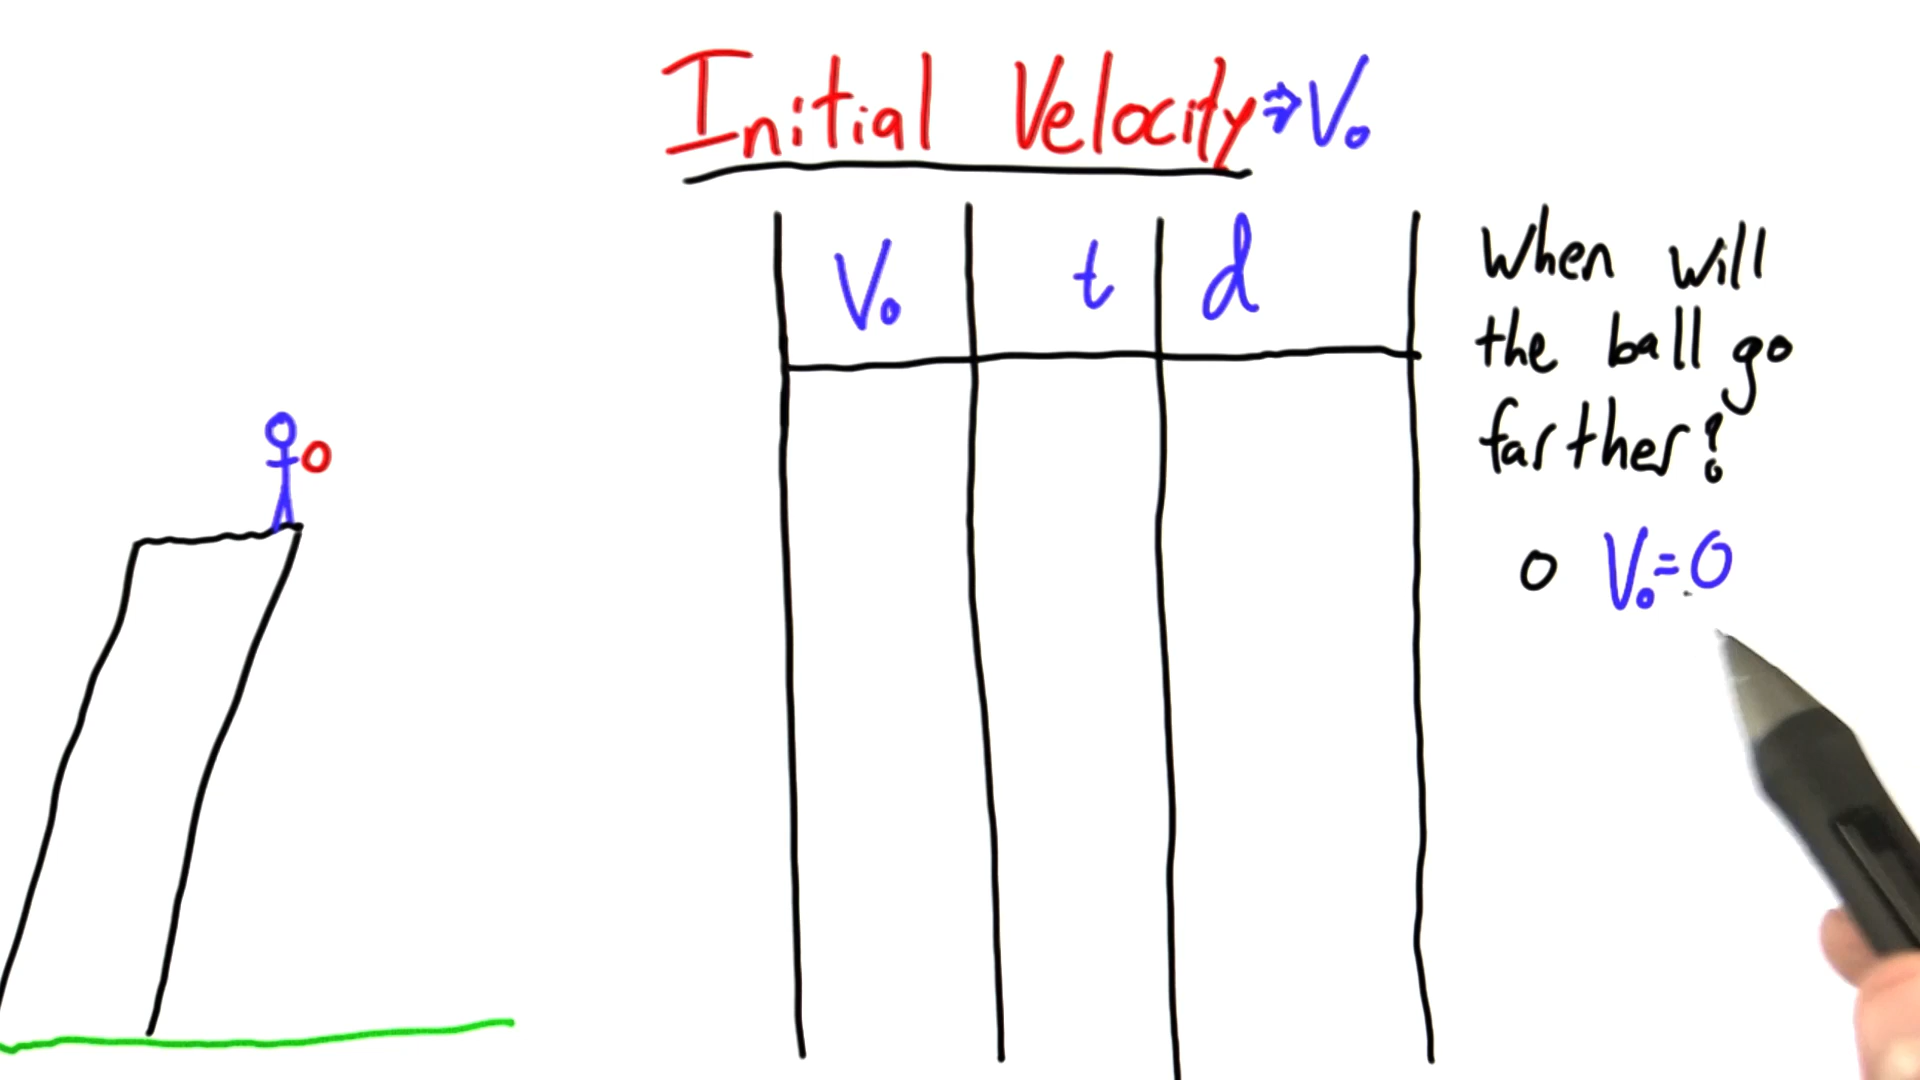 Initial Velocity ⇒ V₀
V₀ t d
When will
the ball go
farther?
○ V₀=0